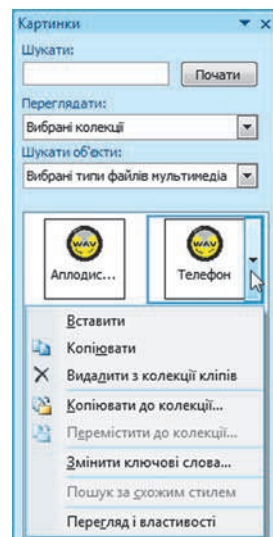 Картинки
Шукати:
Почати
Переглядати:
Вибрані колекції
Шукати об'єкти:
Вибрані типи файлів мультимедіа
WAV WAV
Аплодис... Телефон
Вставити
Копіювати
Видалити з колекції кліпів
Копіювати до колекції...
Перемістити до колекції...
Змінити ключові слова...
Пошук за схожим стилем
Перегляд і властивості